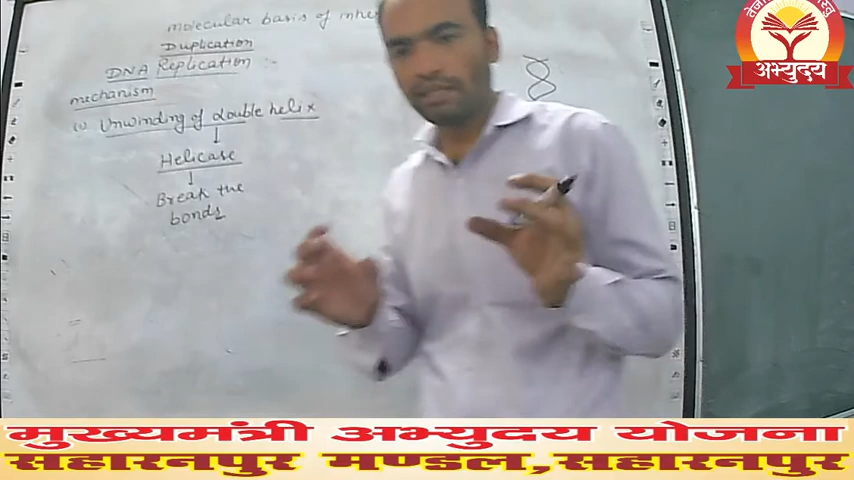 molecular basis of inhe
Duplication
DNA Replication :-
mechanism
(i) Unwinding of double helix
Helicase
Break the
bonds
अभ्युदय
मुख्यमंत्री अभ्युदय योजना
सहारनपुर मण्डल,सहारनपुर